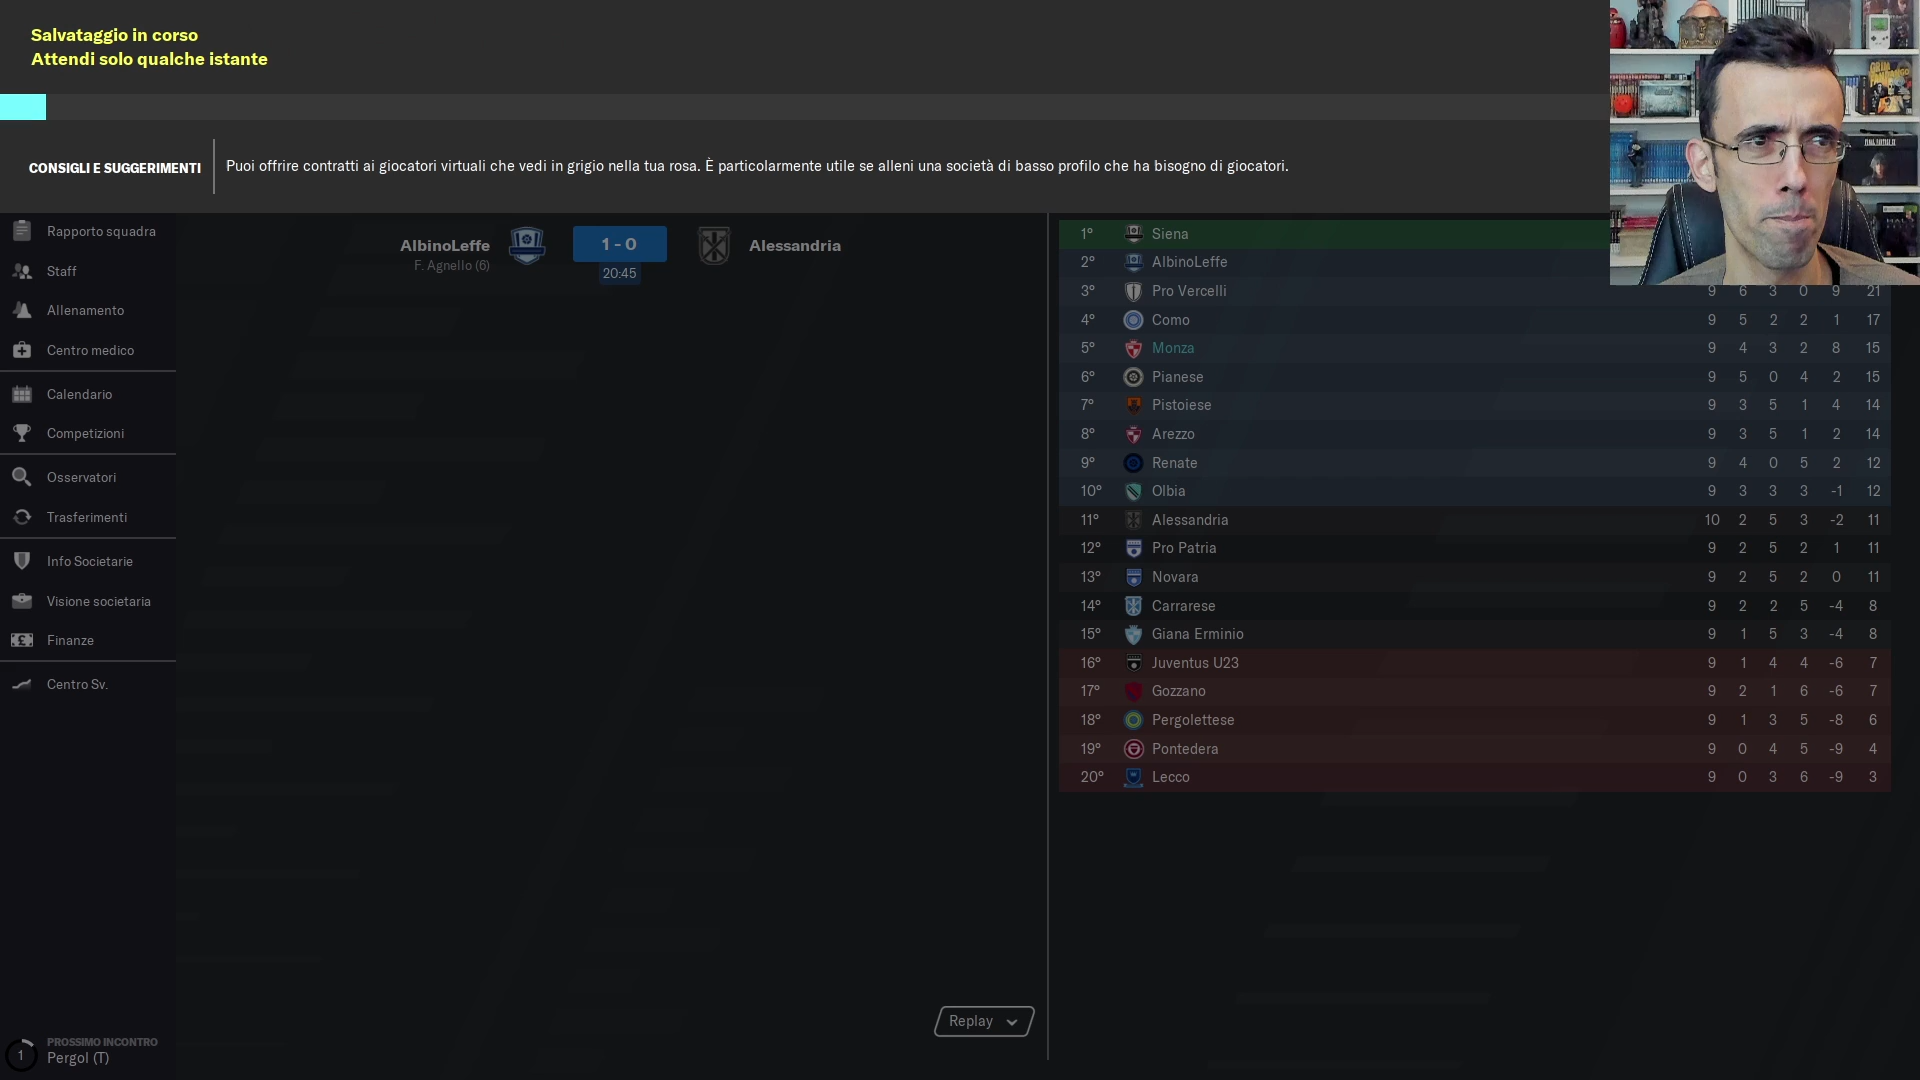 Salvataggio in corso
Attendi solo qualche istante
CONSIGLI E SUGGERIMENTI
Puoi offrire contratti ai giocatori virtuali che vedi in grigio nella tua rosa. È particolarmente utile se alleni una società di basso profilo che ha bisogno di giocatori.
Rapporto squadra
Staff
Allenamento
Centro medico
Calendario
Competizioni
Osservatori
Trasferimenti
Info Societarie
Visione societaria
Finanze
Centro Sv.
1
PROSSIMO INCONTRO
Pergol (T)
AlbinoLeffe 1 - 0 Alessandria
F. Agnello (6)
20:45
Replay
1° Siena
2° AlbinoLeffe
3° Pro Vercelli 9 6 3 0 9 21
4° Como 9 5 2 2 1 17
5° Monza 9 4 3 2 8 15
6° Pianese 9 5 0 4 2 15
7° Pistoiese 9 3 5 1 4 14
8° Arezzo 9 3 5 1 2 14
9° Renate 9 4 0 5 2 12
10° Olbia 9 3 3 3 -1 12
11° Alessandria 10 2 5 3 -2 11
12° Pro Patria 9 2 5 2 1 11
13° Novara 9 2 5 2 0 11
14° Carrarese 9 2 2 5 -4 8
15° Giana Erminio 9 1 5 3 -4 8
16° Juventus U23 9 1 4 4 -6 7
17° Gozzano 9 2 1 6 -6 7
18° Pergolettese 9 1 3 5 -8 6
19° Pontedera 9 0 4 5 -9 4
20° Lecco 9 0 3 6 -9 3
GRIM FANDANGO
FINAL FANTASY IX